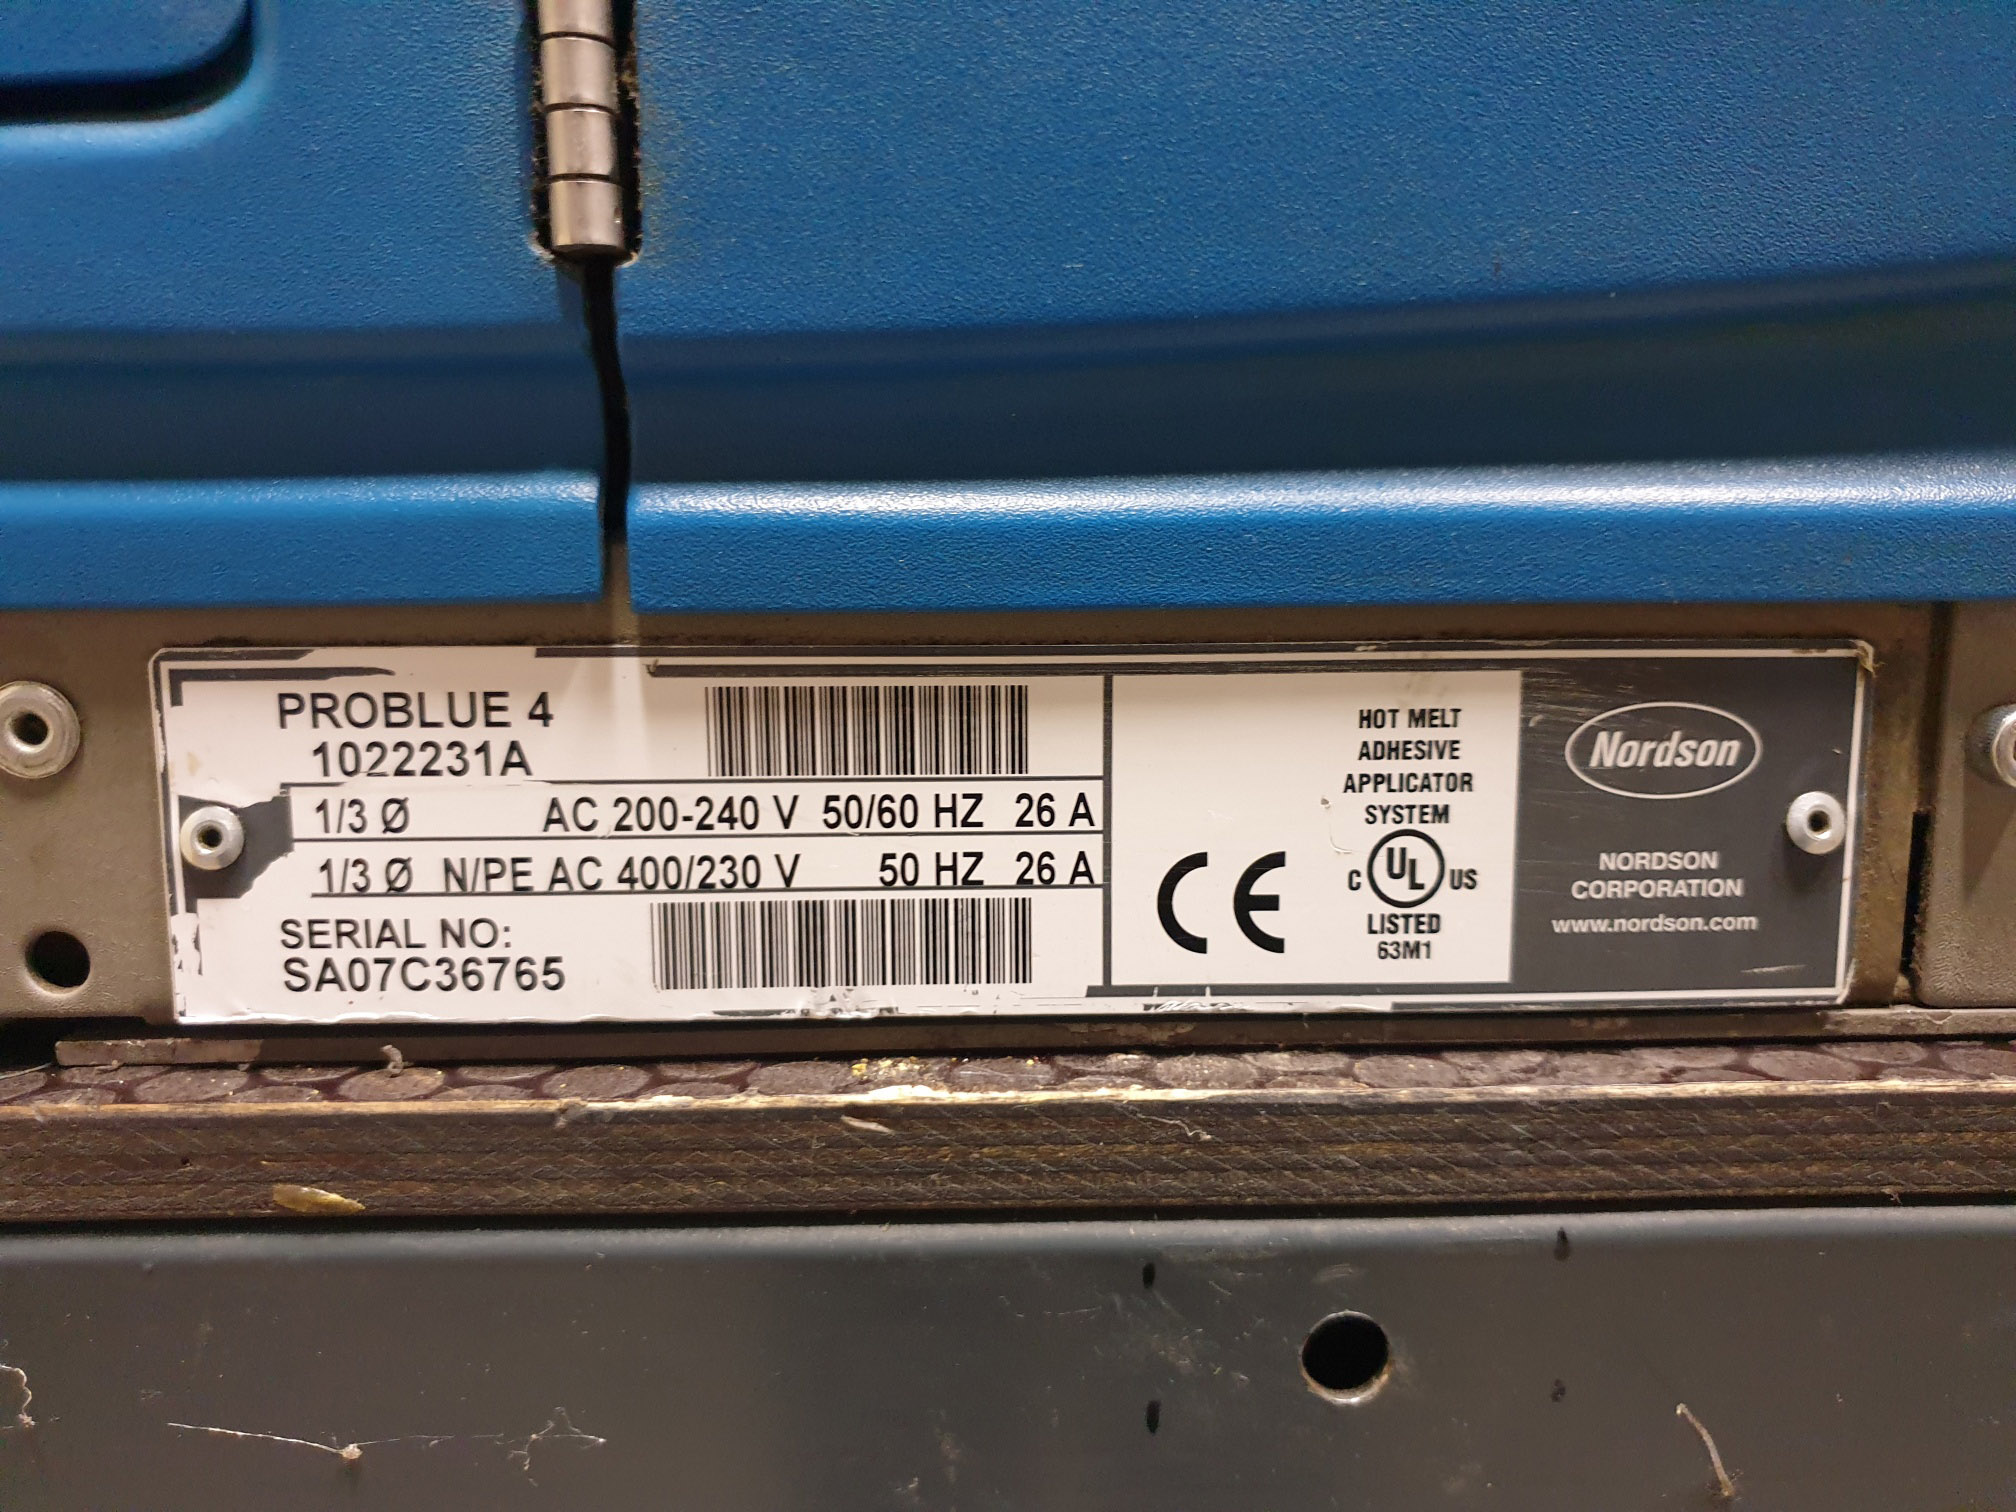 PROBLUE 4
1022231A
1/3 Ø AC 200-240 V 50/60 HZ 26 A
1/3 Ø N/PE AC 400/230 V 50 HZ 26 A
SERIAL NO:
SA07C36765
HOT MELT
ADHESIVE
APPLICATOR
SYSTEM
CE
C UL US
LISTED
63M1
Nordson
NORDSON
CORPORATION
www.nordson.com